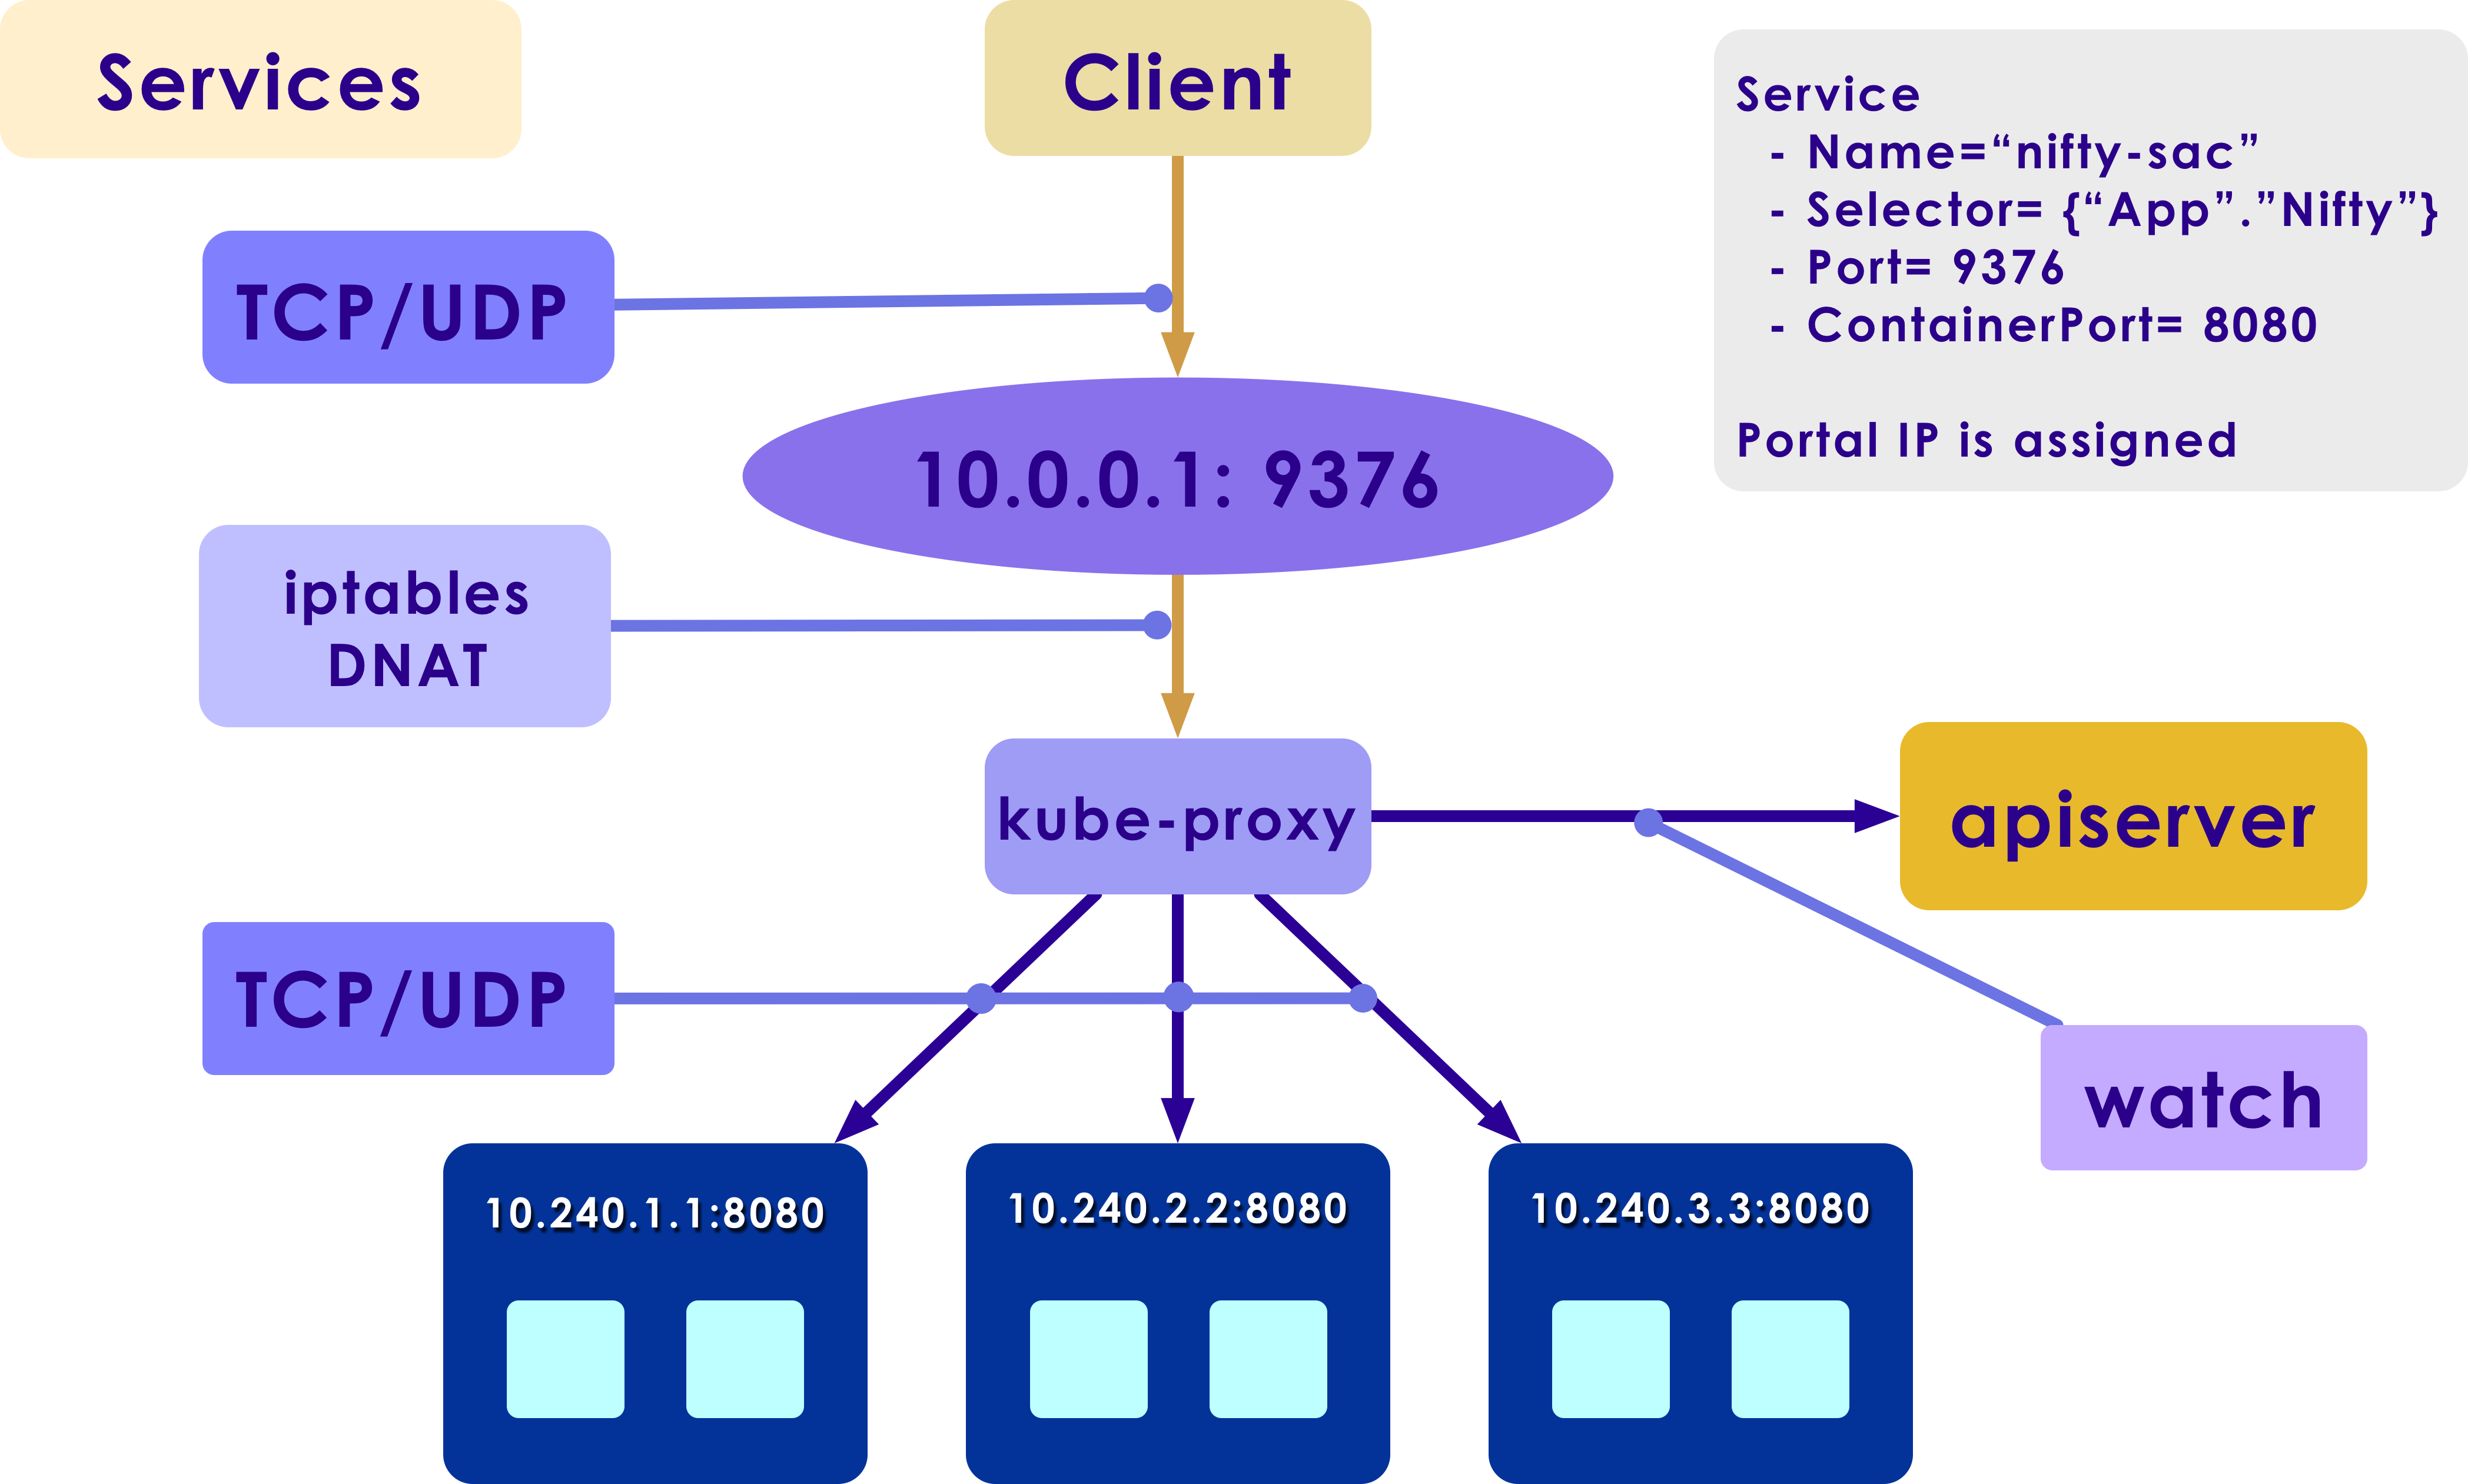 Services
Client
Service
- Name=“nifty-sac”
- Selector= {“App”.”Nifty”}
- Port= 9376
- ContainerPort= 8080
Portal IP is assigned
TCP/UDP
10.0.0.1: 9376
iptables
DNAT
kube-proxy
apiserver
TCP/UDP
watch
10.240.1.1:8080
10.240.2.2:8080
10.240.3.3:8080